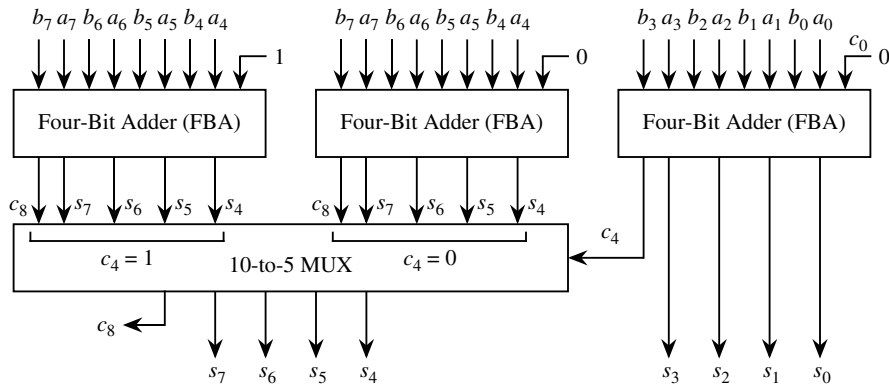 b7 a7 b6 a6 b5 a5 b4 a4 b7 a7 b6 a6 b5 a5 b4 a4 b3 a3 b2 a2 b1 a1 b0 a0
1 0 c0 0
Four-Bit Adder (FBA) Four-Bit Adder (FBA) Four-Bit Adder (FBA)
c8 s7 s6 s5 s4 c8 s7 s6 s5 s4
c4
c4 = 1 10-to-5 MUX c4 = 0
c8
s7 s6 s5 s4 s3 s2 s1 s0